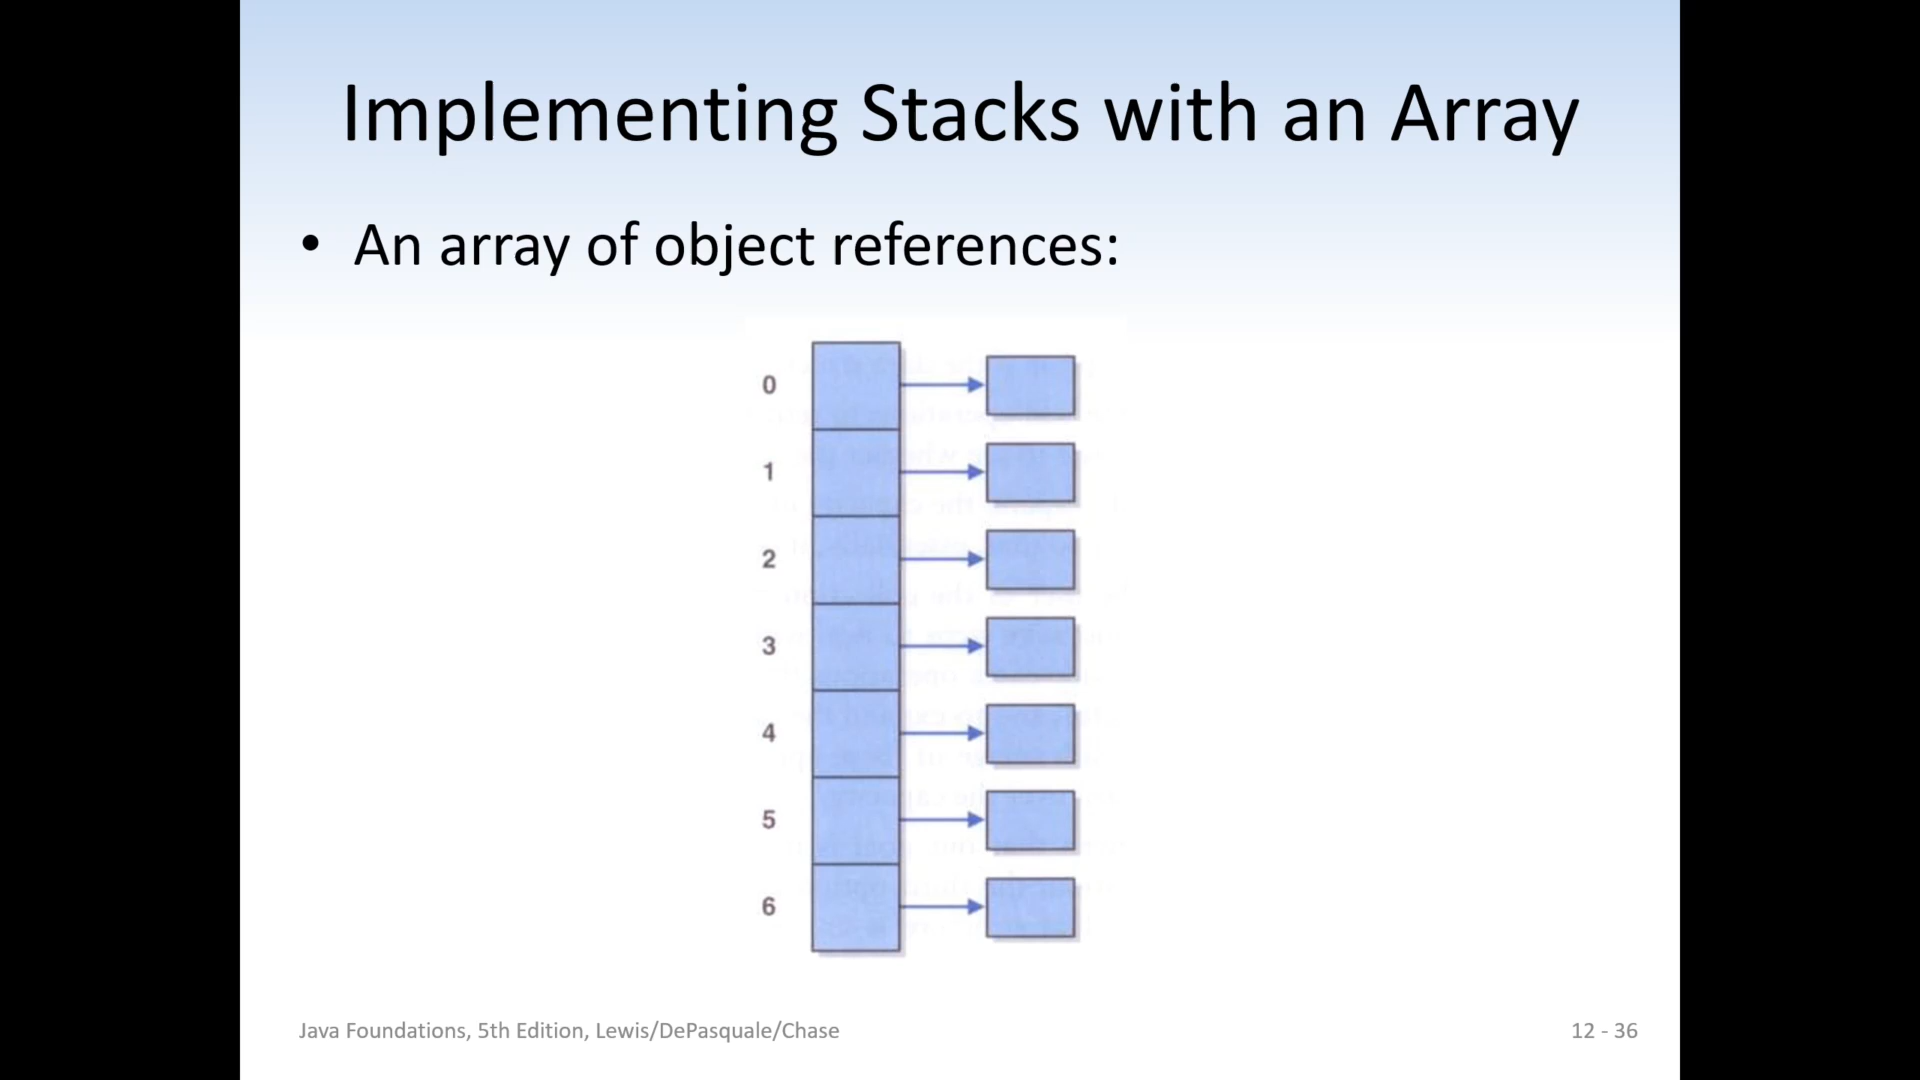 Implementing Stacks with an Array
• An array of object references:
0
1
2
3
4
5
6
Java Foundations, 5th Edition, Lewis/DePasquale/Chase
12 - 36